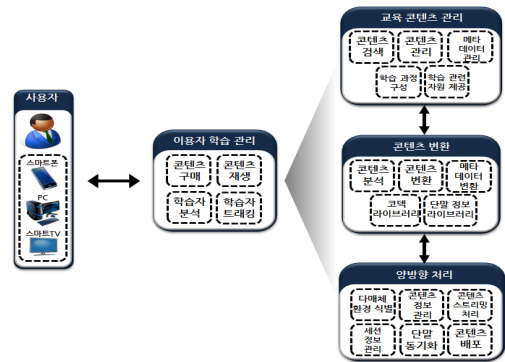 사용자
스마트폰
PC
스마트TV
이용자 학습 관리
콘텐츠
구매
콘텐츠
재생
학습자
분석
학습자
트래킹
교육 콘텐츠 관리
콘텐츠
검색
콘텐츠
관리
메타
데이터
관리
학습 과정
구성
학습 관련
자원 제공
콘텐츠 변환
콘텐츠
분석
콘텐츠
변환
메타
데이터
변환
코덱
라이브러리
단말 정보
라이브러리
양방향 처리
다매체
환경 식별
콘텐츠
정보
관리
콘텐츠
스트리밍
처리
세션
정보
관리
단말
동기화
콘텐츠
배포